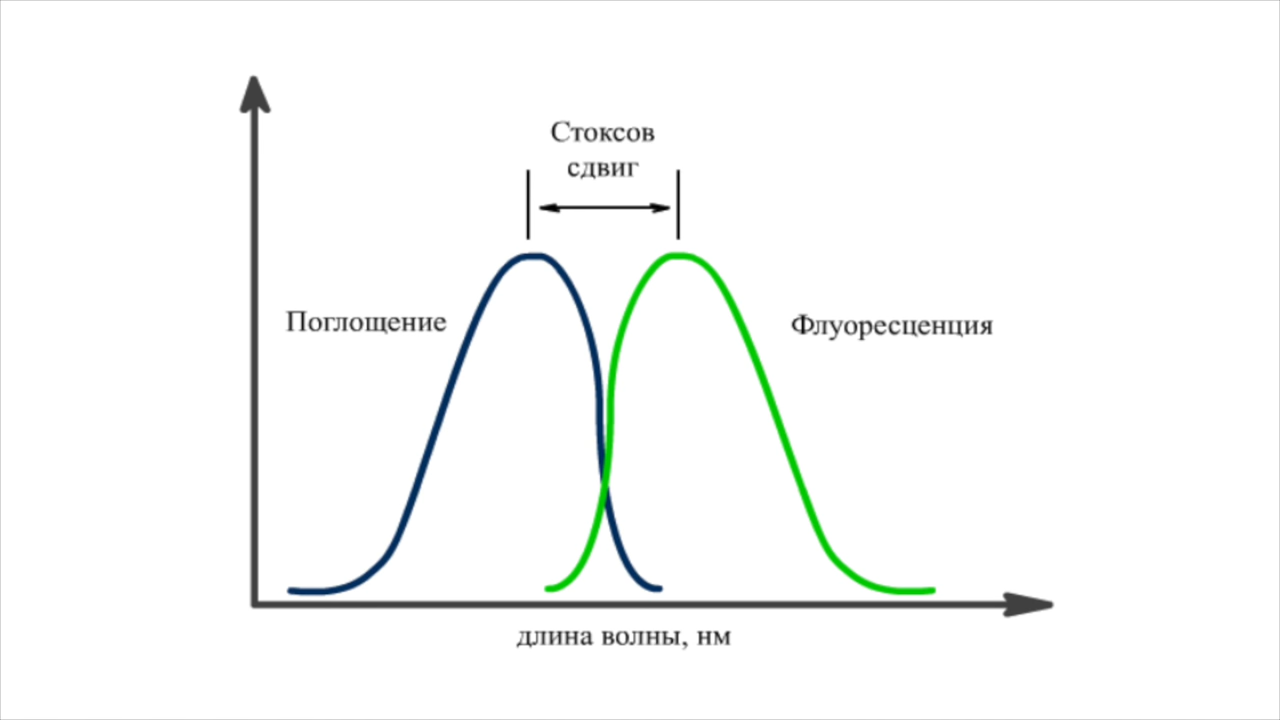 Стоксов
сдвиг
Поглощение
Флуоресценция
длина волны, нм